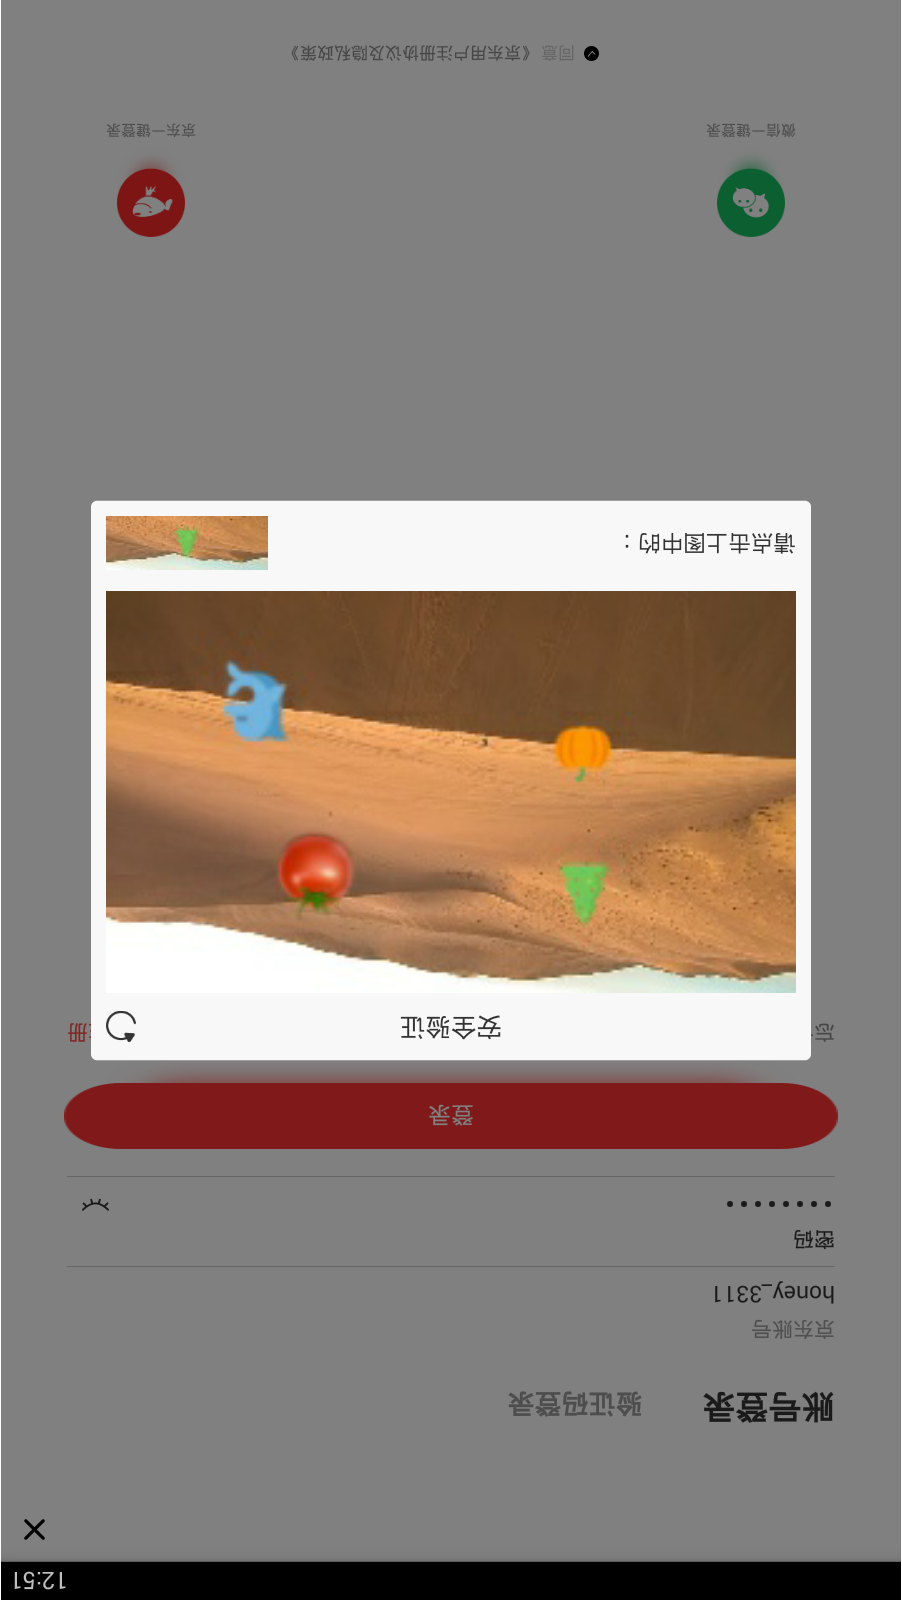 12:51
账号登录 验证码登录
京东账号
honey_3311
密码
••••••••
登录
忘
册
安全验证
请点击上图中的：
微信一键登录 京东一键登录
同意《京东用户注册协议及隐私政策》